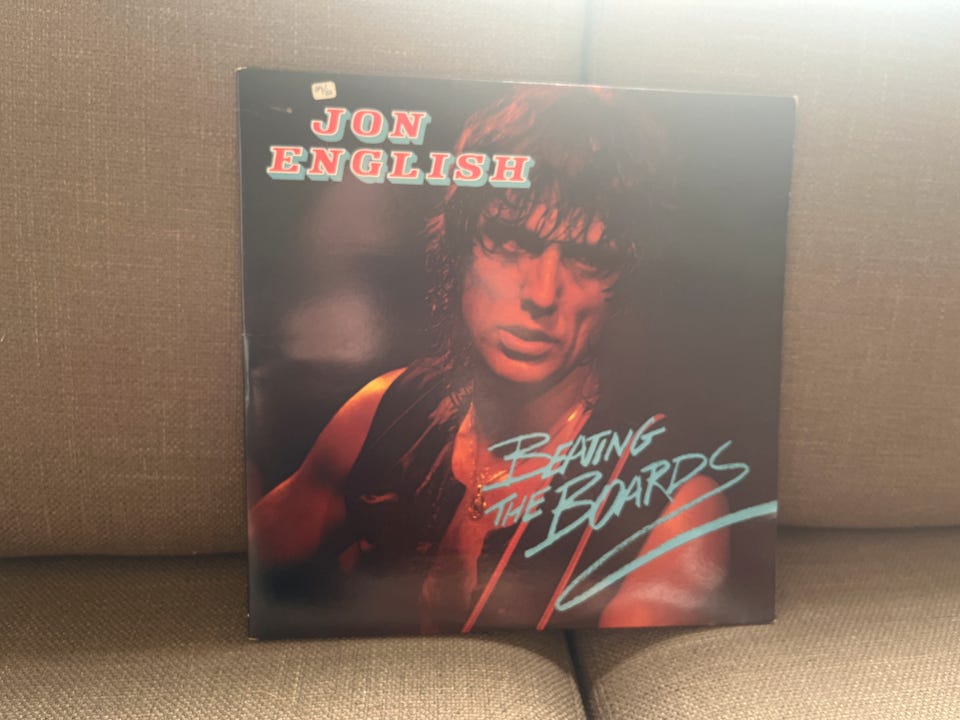 JON
ENGLISH
BEATING
THE BOARDS